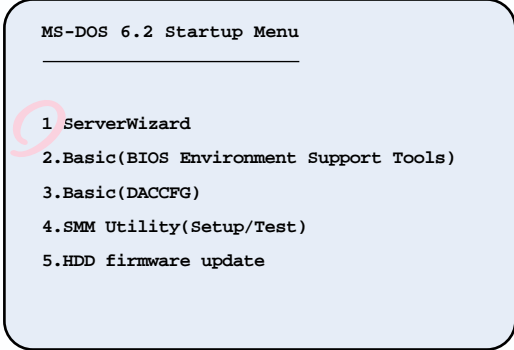 MS-DOS 6.2 Startup Menu
1 ServerWizard
2.Basic(BIOS Environment Support Tools)
3.Basic(DACCFG)
4.SMM Utility(Setup/Test)
5.HDD firmware update